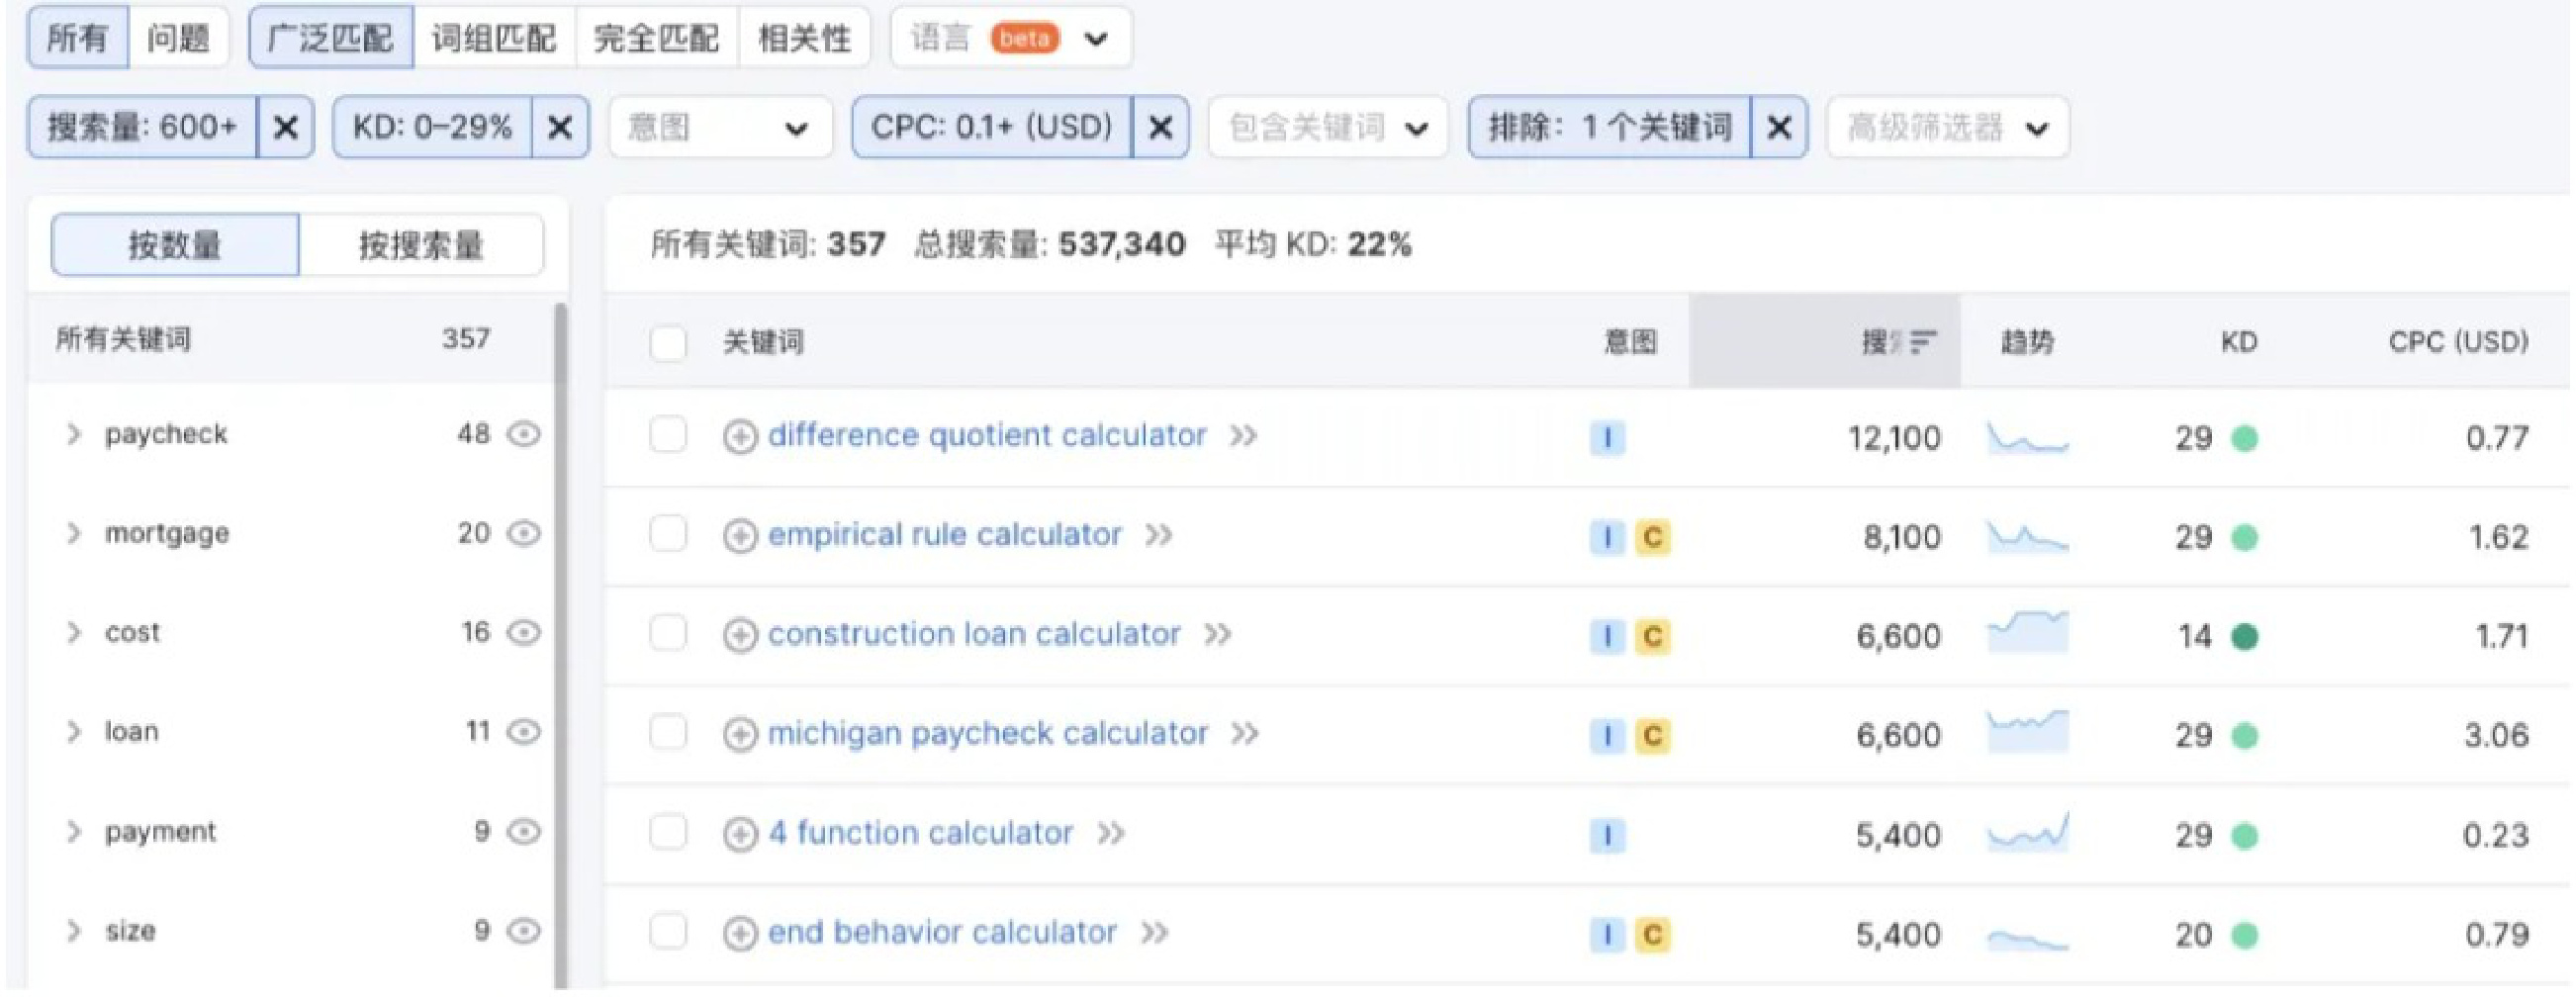 所有 问题 广泛匹配 词组匹配 完全匹配 相关性 语言 beta
搜索量: 600+ KD: 0–29% 意图 CPC: 0.1+ (USD) 包含关键词 排除: 1 个关键词 高级筛选器
按数量 按搜索量
所有关键词 357
paycheck 48
mortgage 20
cost 16
loan 11
payment 9
size 9
所有关键词: 357 总搜索量: 537,340 平均 KD: 22%
关键词 意图 搜 趋势 KD CPC (USD)
difference quotient calculator I 12,100 29 0.77
empirical rule calculator I C 8,100 29 1.62
construction loan calculator I C 6,600 14 1.71
michigan paycheck calculator I C 6,600 29 3.06
4 function calculator I 5,400 29 0.23
end behavior calculator I C 5,400 20 0.79